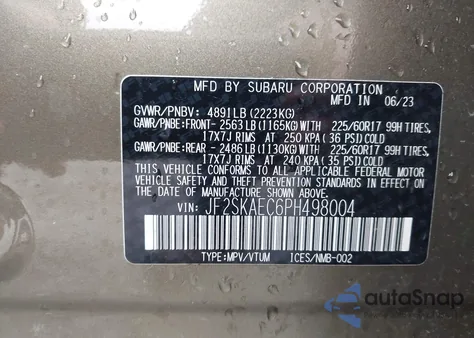 MFD BY SUBARU CORPORATION
MFD IN 06/23
GVWR/PNBV: 4891LB (2223KG)
GAWR/PNBE:FRONT-2563LB(1165KG)WITH 225/60R17 99H TIRES,
17X7J RIMS AT 250 KPA (36 PSI) COLD
GAWR/PNBE:REAR -2486LB(1130KG)WITH 225/60R17 99H TIRES,
17X7J RIMS AT 240 KPA (35 PSI) COLD
THIS VEHICLE CONFORMS TO ALL APPLICABLE FEDERAL MOTOR
VEHICLE SAFETY AND THEFT PREVENTION STANDARDS IN EFFECT
ON THE DATE OF MANUFACTURE SHOWN ABOVE.
VIN: JF2SKAEC6PH498004
TYPE:MPV/VTUM ICES/NMB-002
autoSnap